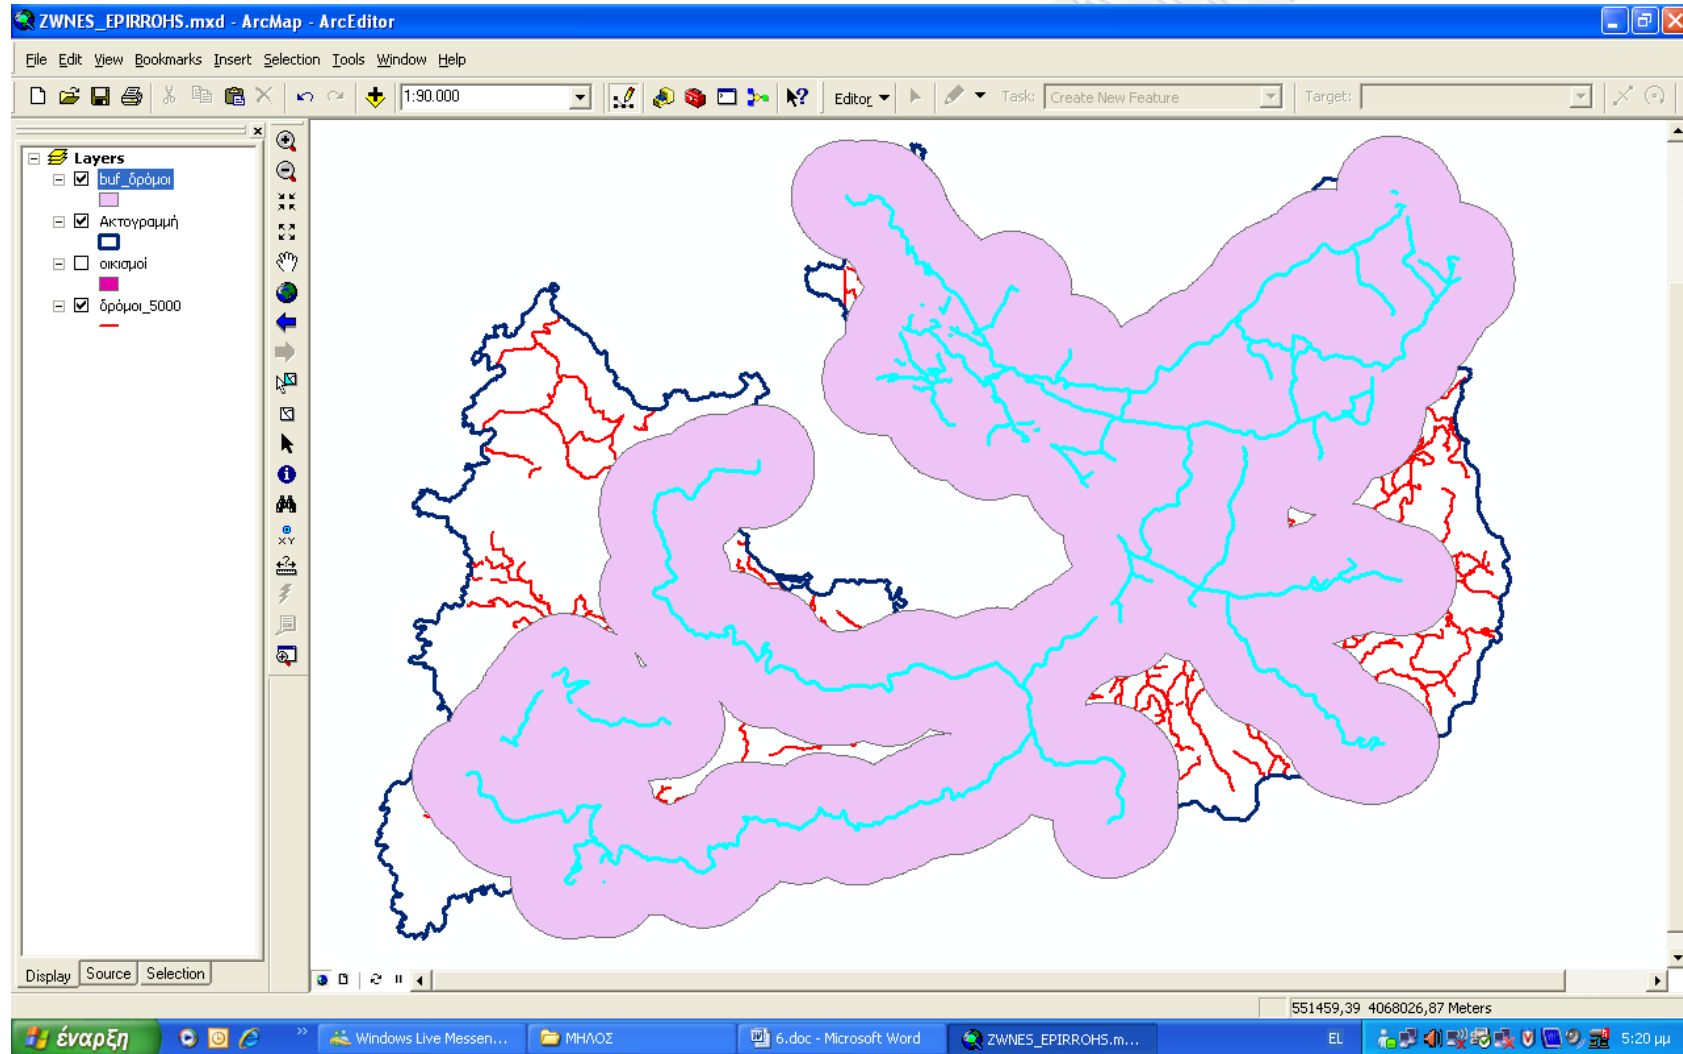 ZWNES_EPIRROHS.mxd - ArcMap - ArcEditor
File Edit View Bookmarks Insert Selection Tools Window Help
1:90.000 Editor Task: Create New Feature Target:
Layers
buf_δρόμοι
Ακτογραμμή
οικισμοί
δρόμοι_5000
XY
Display Source Selection
551459,39 4068026,87 Meters
έναρξη Windows Live Messen... ΜΗΛΟΣ 6.doc - Microsoft Word ZWNES_EPIRROHS.m... EL 5:20 μμ